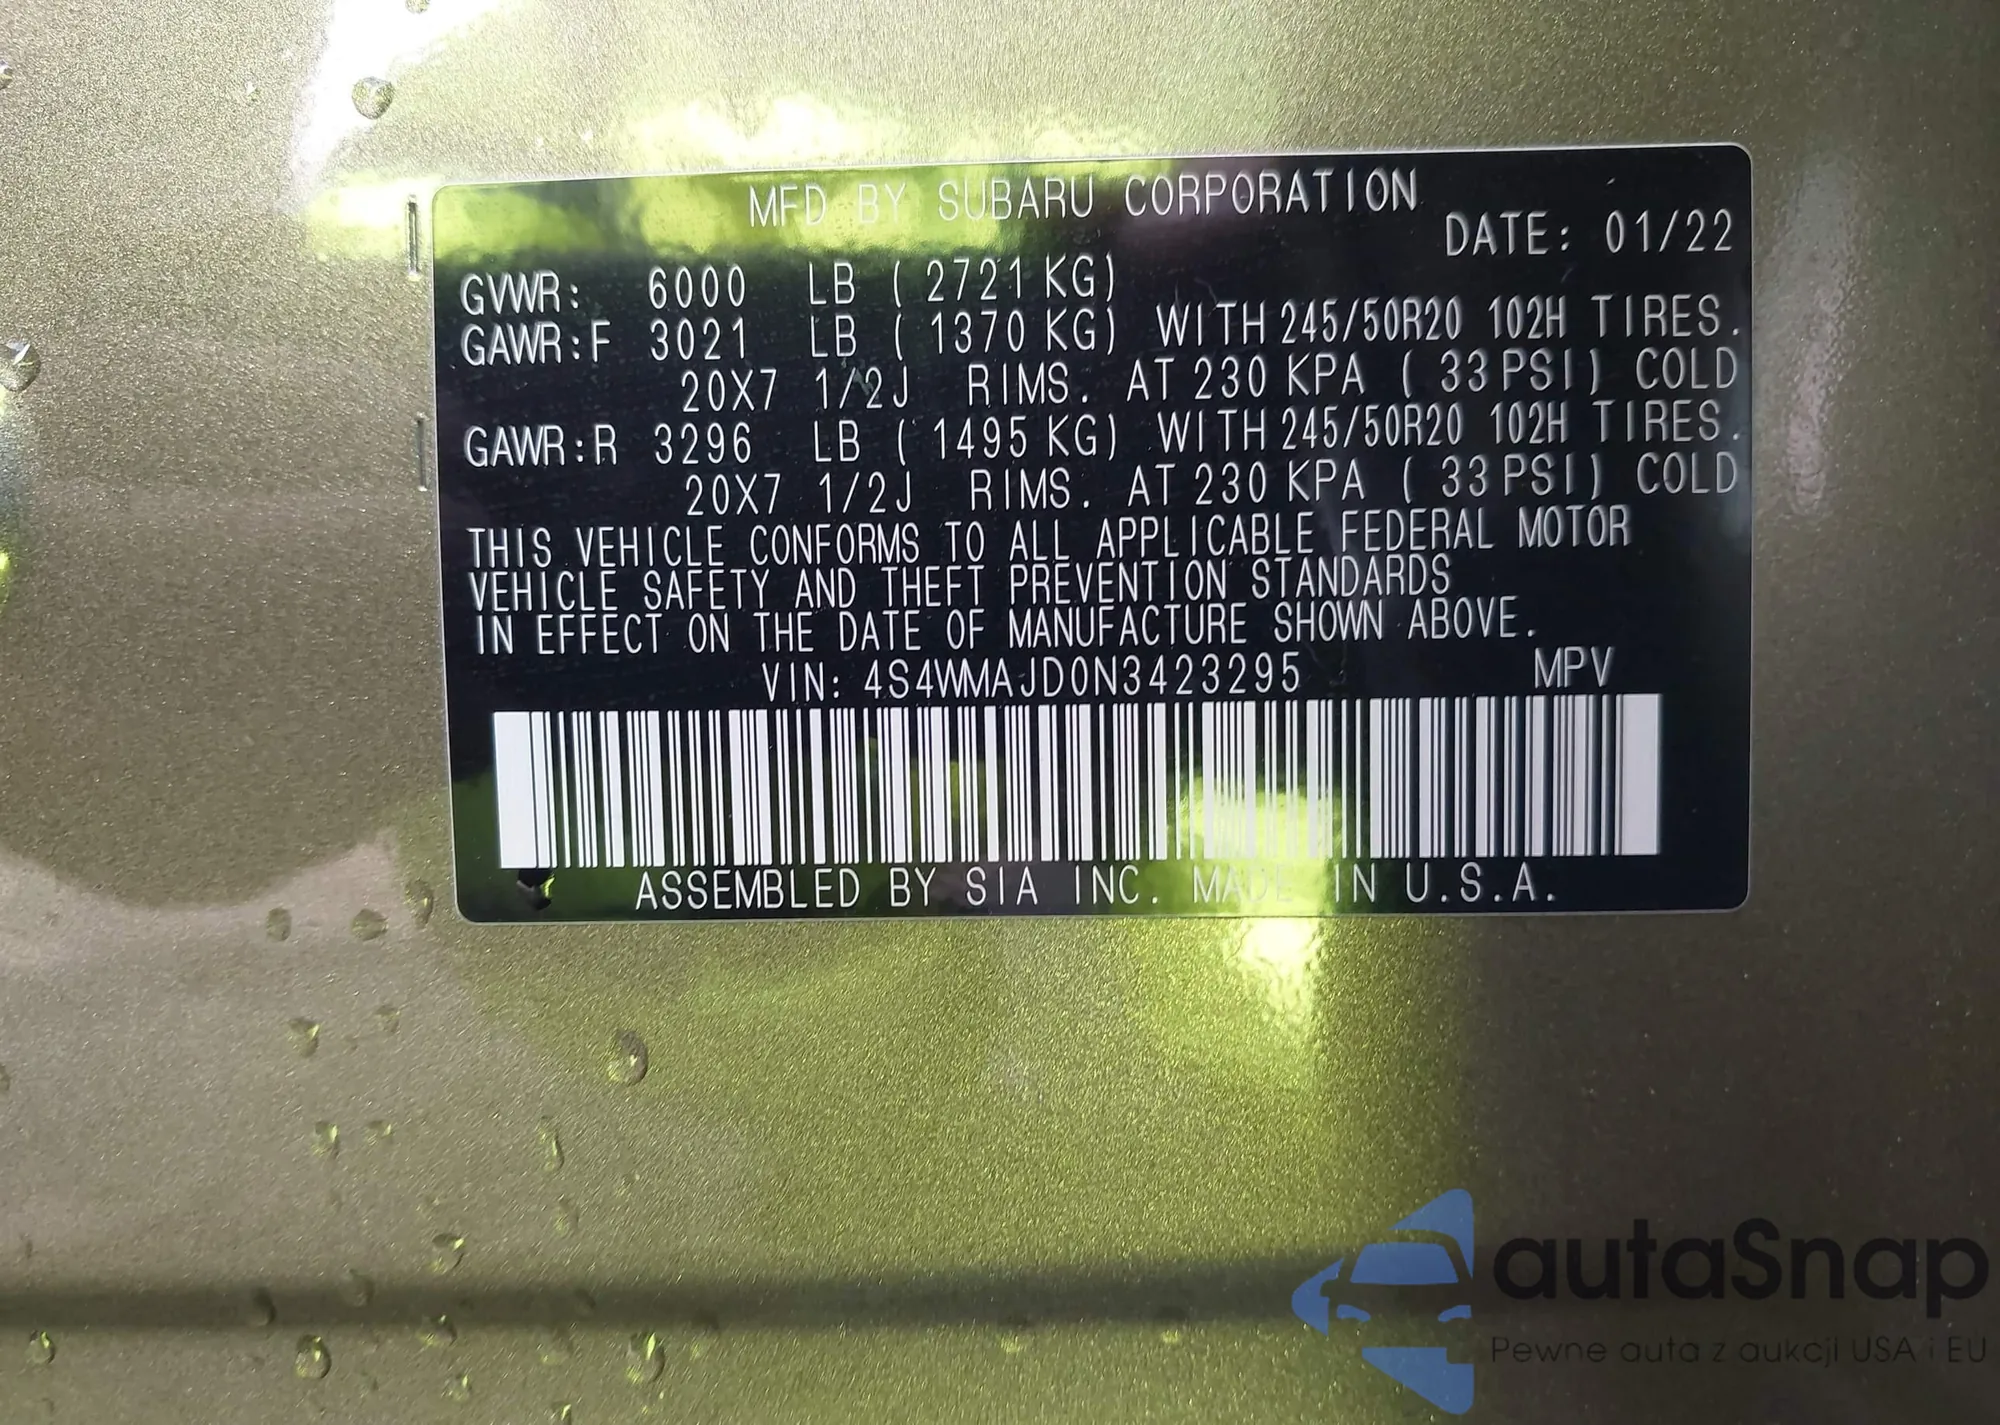 MFD BY SUBARU CORPORATION
DATE: 01/22
GVWR: 6000 LB ( 2721 KG)
GAWR:F 3021 LB ( 1370 KG) WITH 245/50R20 102H TIRES.
20X7 1/2J RIMS. AT 230 KPA ( 33 PSI) COLD
GAWR:R 3296 LB ( 1495 KG) WITH 245/50R20 102H TIRES.
20X7 1/2J RIMS. AT 230 KPA ( 33 PSI) COLD
THIS VEHICLE CONFORMS TO ALL APPLICABLE FEDERAL MOTOR
VEHICLE SAFETY AND THEFT PREVENTION STANDARDS
IN EFFECT ON THE DATE OF MANUFACTURE SHOWN ABOVE.
VIN: 4S4WMAJD0N3423295 MPV
ASSEMBLED BY SIA INC. MADE IN U.S.A.
autaSnap
Pewne auta z aukcji USA i EU